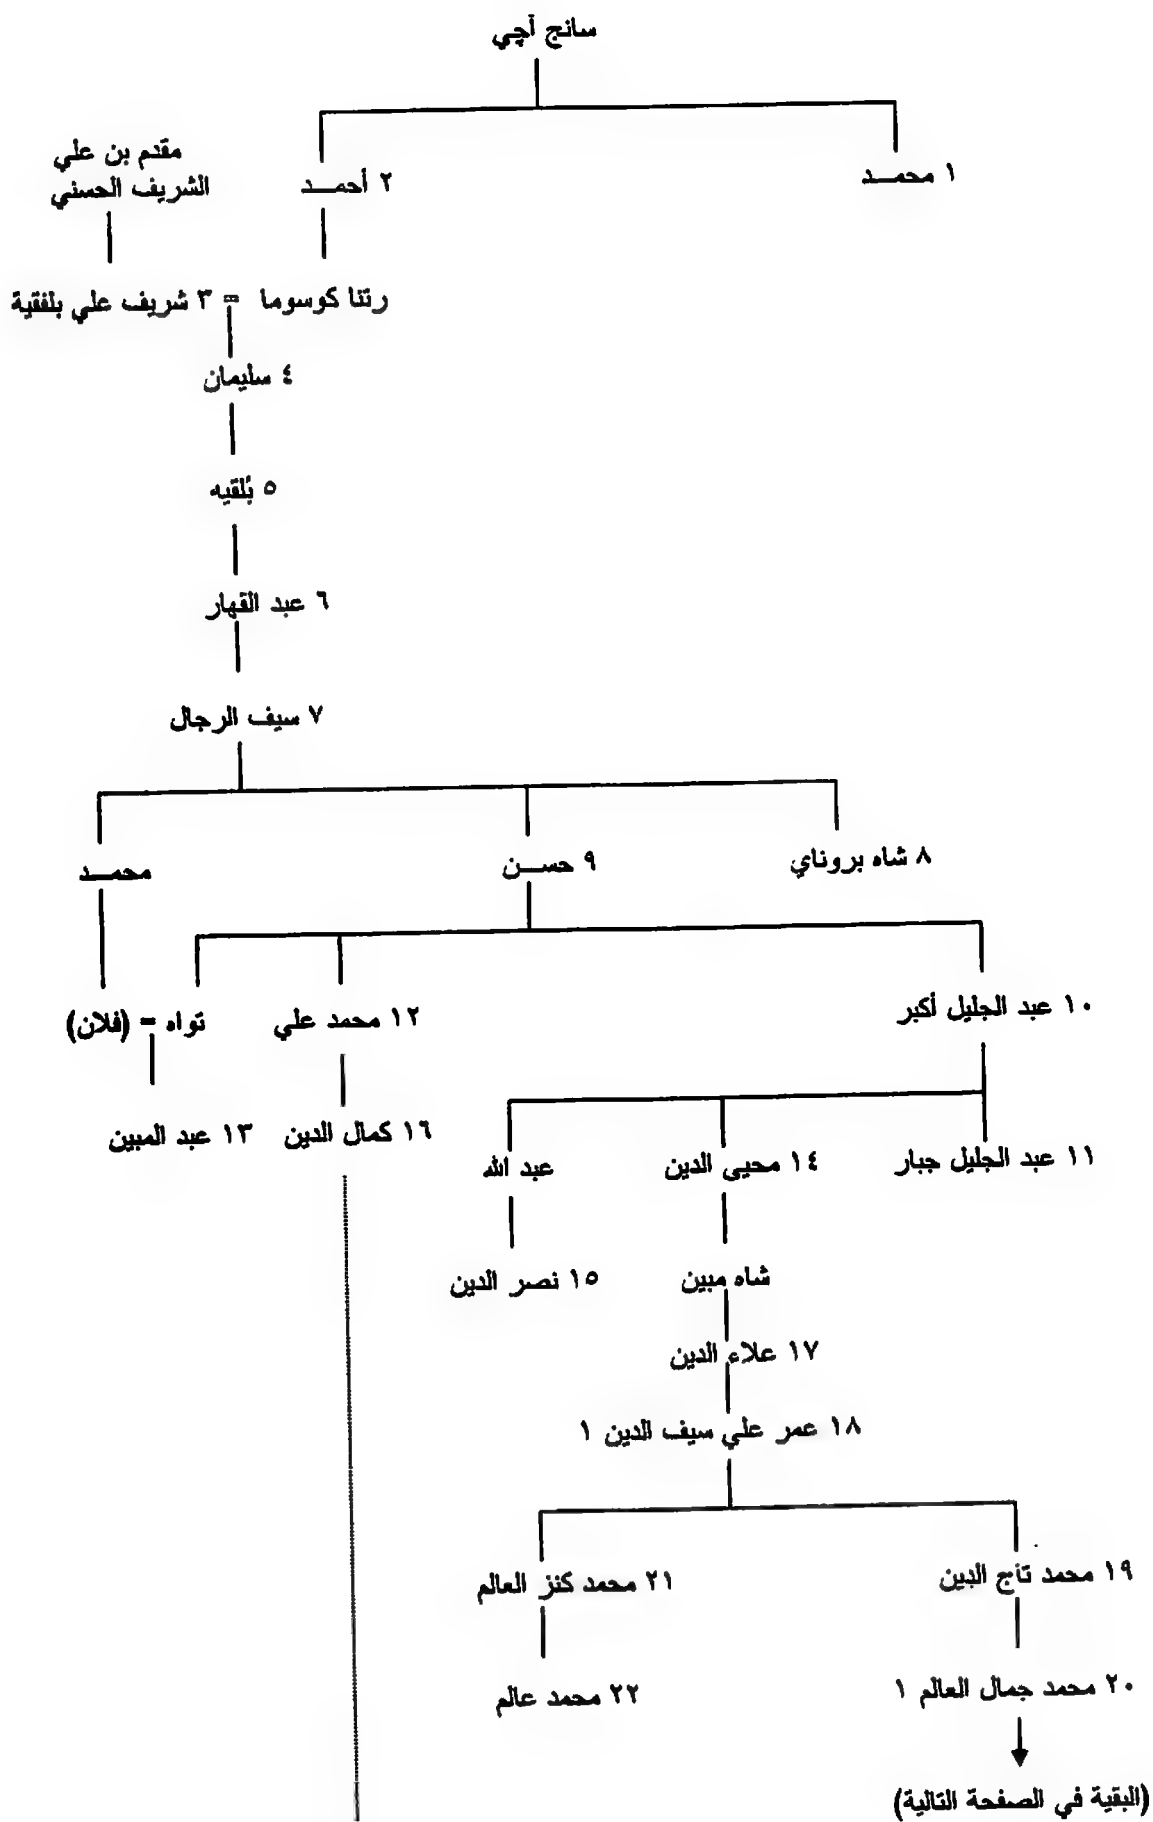 سانج آچي
١ محمـــد
٢ أحمـــد
مقدم بن علي
الشريف الحسني
رتنا كوسوما = ٣ شريف علي بلفقية
٤ سليمان
٥ بُلقيه
٦ عبد القهار
٧ سيف الرجال
٨ شاه بروناي
٩ حســـن
محمـــد
١٠ عبد الجليل أكبر
١٢ محمد علي
تواه = (فلان)
١١ عبد الجليل جبار
١٤ محيى الدين
عبد الله
١٦ كمال الدين
١٣ عبد المبين
شاه مبين
١٥ نصر الدين
١٧ علاء الدين
١٨ عمر علي سيف الدين ١
١٩ محمد تاج الدين
٢١ محمد كنز العالم
٢٠ محمد جمال العالم ١
٢٢ محمد عالم
(البقية في الصفحة التالية)